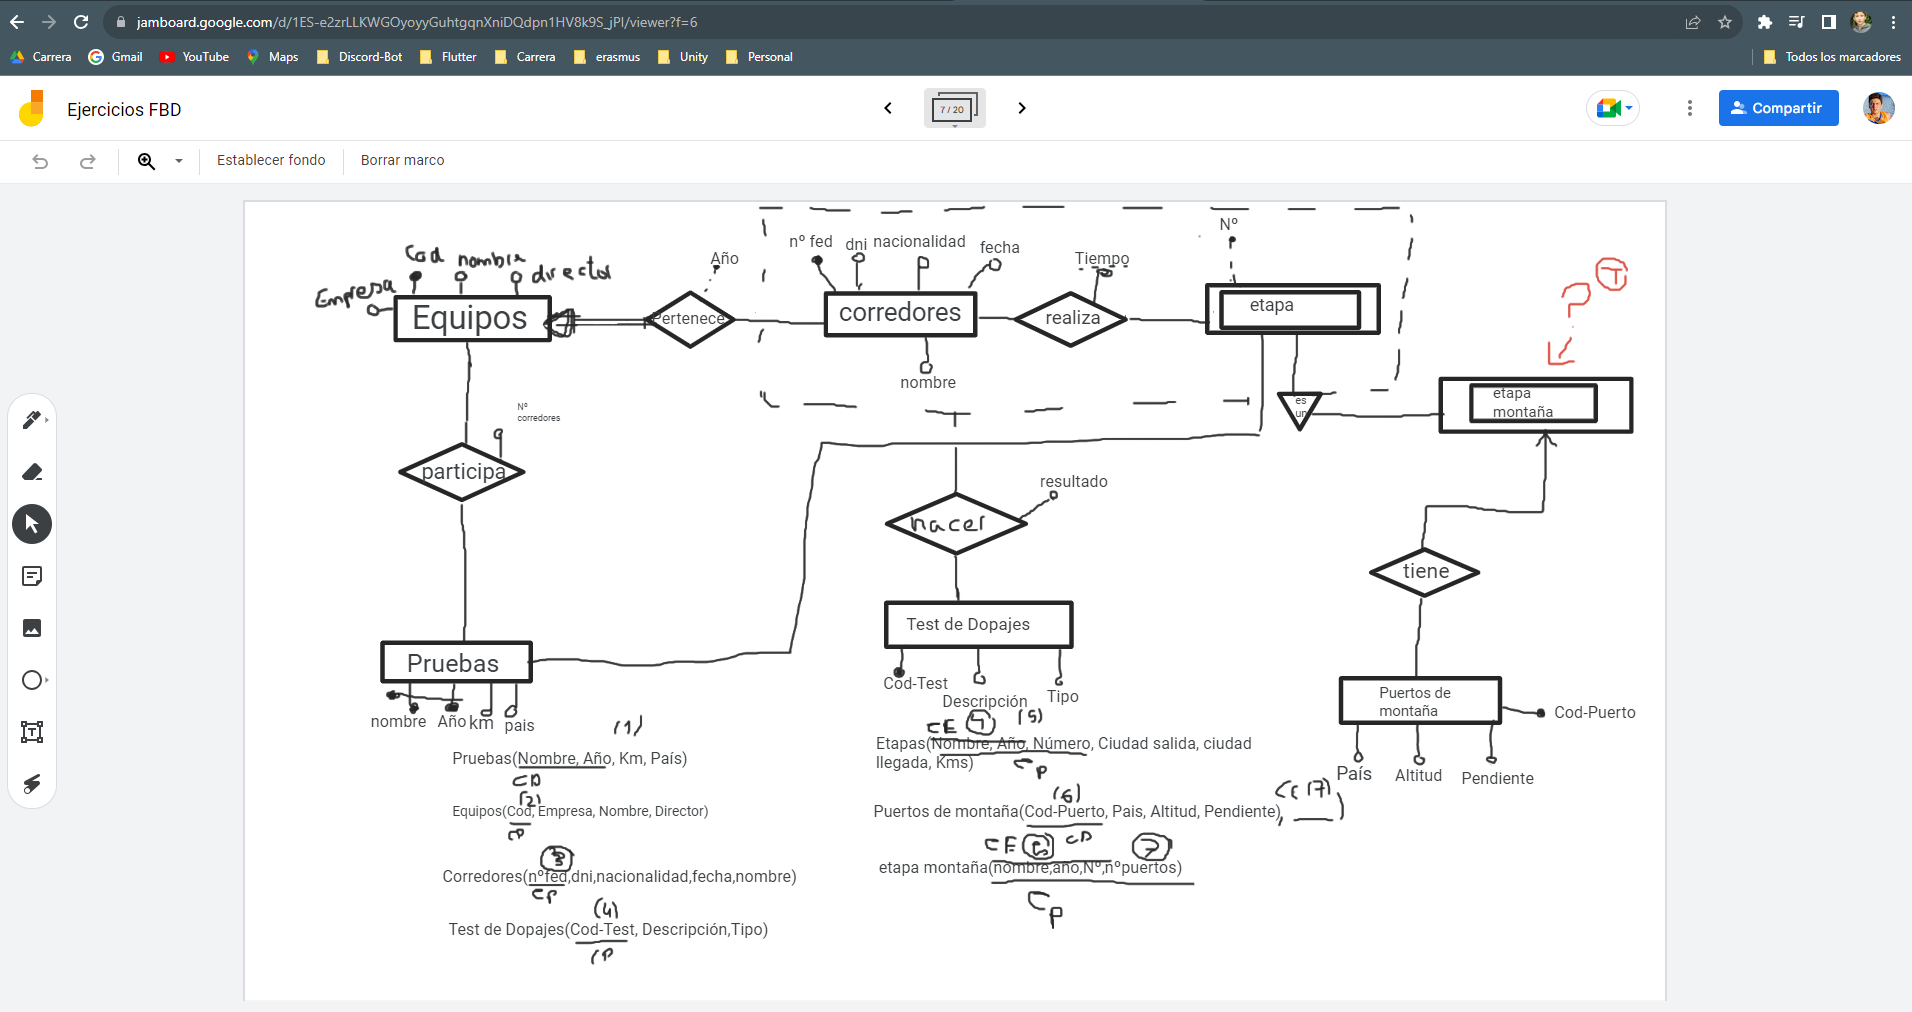 jamboard.google.com/d/1ES-e2zrLLKWGOyoyyGuhtgqnXniDQdpn1HV8k9S_jPI/viewer?f=6
Carrera Gmail YouTube Maps Discord-Bot Flutter Carrera erasmus Unity Personal Todos los marcadores
Ejercicios FBD
7 / 20
Compartir
Establecer fondo Borrar marco
Cod nombre director
Empresa
Equipos
Año
Pertenece
nº fed dni nacionalidad fecha
corredores
nombre
Tiempo
realiza
Nº
etapa
? T
es
un
etapa
montaña
Nº
corredores
participa
resultado
hacer
tiene
Test de Dopajes
Cod-Test
Descripción
Tipo
Pruebas
nombre Año km pais
Puertos de
montaña
Cod-Puerto
País Altitud Pendiente
(1)
Pruebas(Nombre, Año, Km, País)
(2)
Equipos(Cod, Empresa, Nombre, Director)
CP
3
Corredores(nºfed,dni,nacionalidad,fecha,nombre)
CP
(4)
Test de Dopajes(Cod-Test, Descripción,Tipo)
CP
CE (5)
Etapas(Nombre, Año, Número, Ciudad salida, ciudad
llegada, Kms)
CP
(6) CE (7)
Puertos de montaña(Cod-Puerto, Pais, Altitud, Pendiente),       )
CE CP 7
etapa montaña(nombre,año,Nº,nºpuertos)
CP